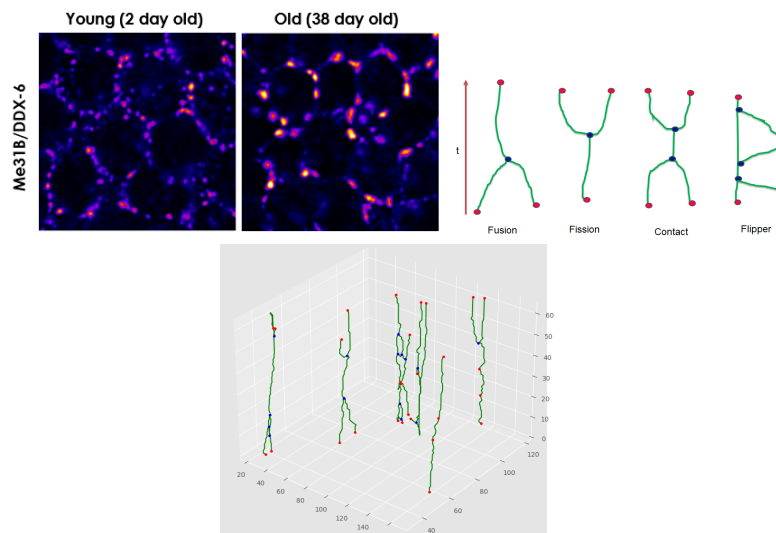 Young (2 day old)
Old (38 day old)
Me31B/DDX-6
t
Fusion
Fission
Contact
Flipper
60
50
40
30
20
10
0
20
40
60
80
100
120
140
40
60
80
100
120